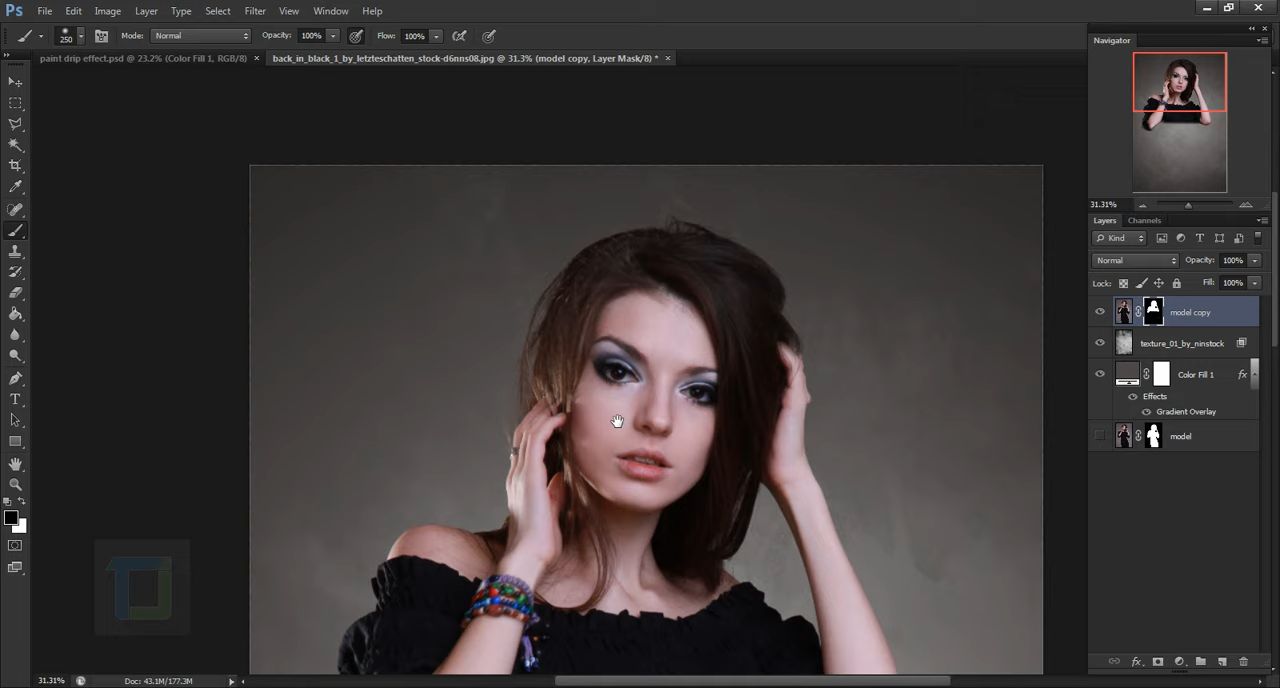 Ps File Edit Image Layer Type Select Filter View Window Help
250 Mode: Normal Opacity: 100% Flow: 100%
paint drip effect.psd @ 23.2% (Color Fill 1, RGB/8) × back_in_black_1_by_letzteschatten_stock-d6nns08.jpg @ 31.3% (model copy, Layer Mask/8) * ×
Navigator
31.31%
Layers Channels
Kind
Normal Opacity: 100%
Lock: Fill: 100%
model copy
texture_01_by_ninstock
Color Fill 1 fx
Effects
Gradient Overlay
model
31.31% Doc: 43.1M/177.3M